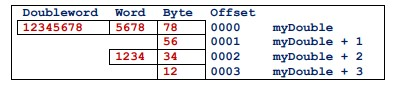 Doubleword Word Byte Offset
12345678 5678 78 0000 myDouble
56 0001 myDouble + 1
1234 34 0002 myDouble + 2
12 0003 myDouble + 3